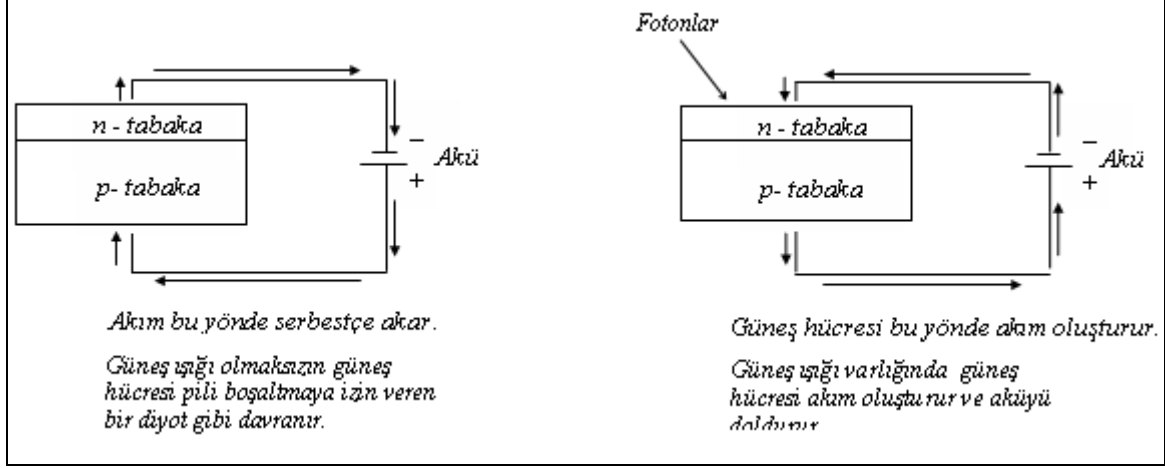 Fotonlar
n - tabaka
p- tabaka
−
Akü
+
n - tabaka
p- tabaka
−
Akü
+
Akım bu yönde serbestçe akar.
Güneş ışığı olmaksızın güneş
hücresi pili boşaltmaya izin veren
bir diyot gibi davranır.
Güneş hücresi bu yönde akım oluşturur.
Güneş ışığı varlığında güneş
hücresi akım oluşturur ve aküyü
doldurur